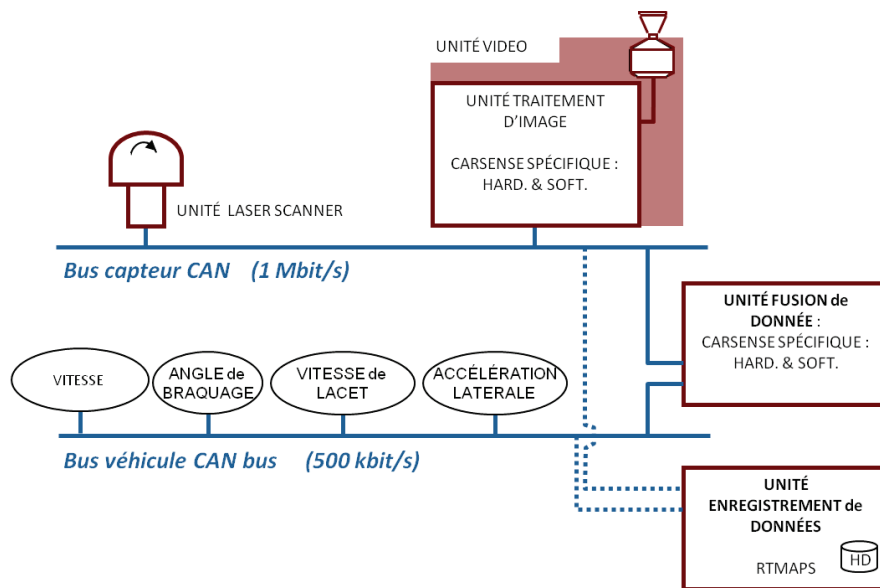 UNITÉ VIDEO
UNITÉ TRAITEMENT
D'IMAGE
CARSENSE SPÉCIFIQUE :
HARD. & SOFT.
UNITÉ LASER SCANNER
Bus capteur CAN (1 Mbit/s)
UNITÉ FUSION de
DONNÉE :
CARSENSE SPÉCIFIQUE :
HARD. & SOFT.
VITESSE
ANGLE de
BRAQUAGE
VITESSE de
LACET
ACCÉLÉRATION
LATERALE
Bus véhicule CAN bus (500 kbit/s)
UNITÉ
ENREGISTREMENT de
DONNÉES
RTMAPS
HD